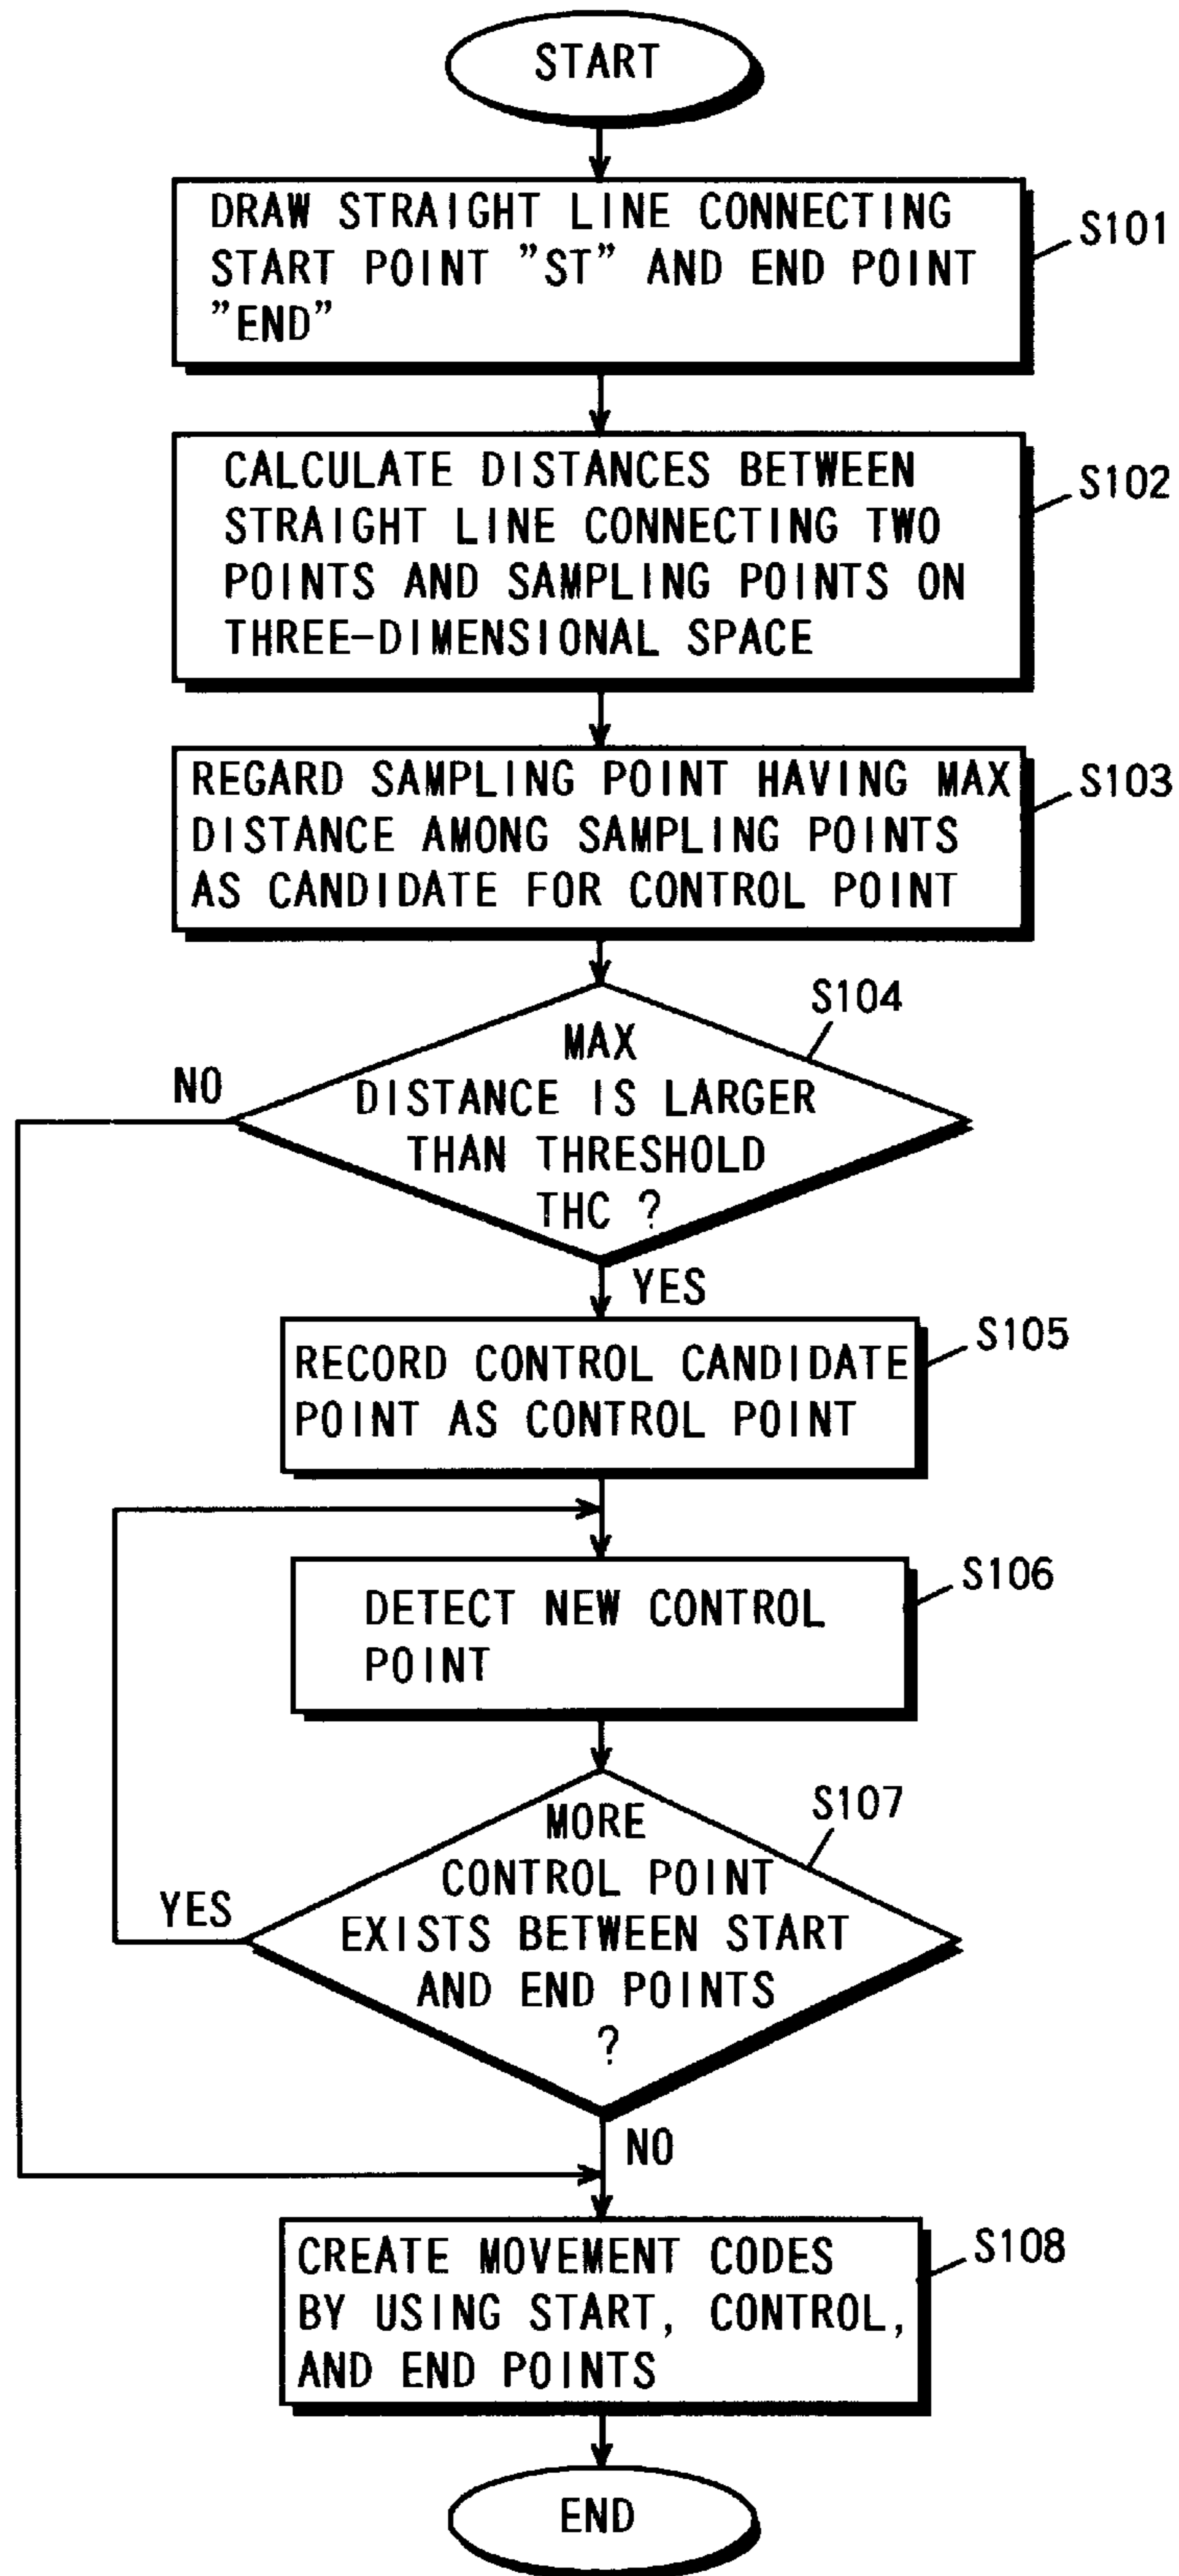 START
DRAW STRAIGHT LINE CONNECTING
START POINT "ST" AND END POINT
"END"
S101
CALCULATE DISTANCES BETWEEN
STRAIGHT LINE CONNECTING TWO
POINTS AND SAMPLING POINTS ON
THREE-DIMENSIONAL SPACE
S102
REGARD SAMPLING POINT HAVING MAX
DISTANCE AMONG SAMPLING POINTS
AS CANDIDATE FOR CONTROL POINT
S103
S104
MAX
DISTANCE IS LARGER
THAN THRESHOLD
THC ?
NO
YES
RECORD CONTROL CANDIDATE
POINT AS CONTROL POINT
S105
DETECT NEW CONTROL
POINT
S106
S107
MORE
CONTROL POINT
EXISTS BETWEEN START
AND END POINTS
?
YES
NO
CREATE MOVEMENT CODES
BY USING START, CONTROL,
AND END POINTS
S108
END